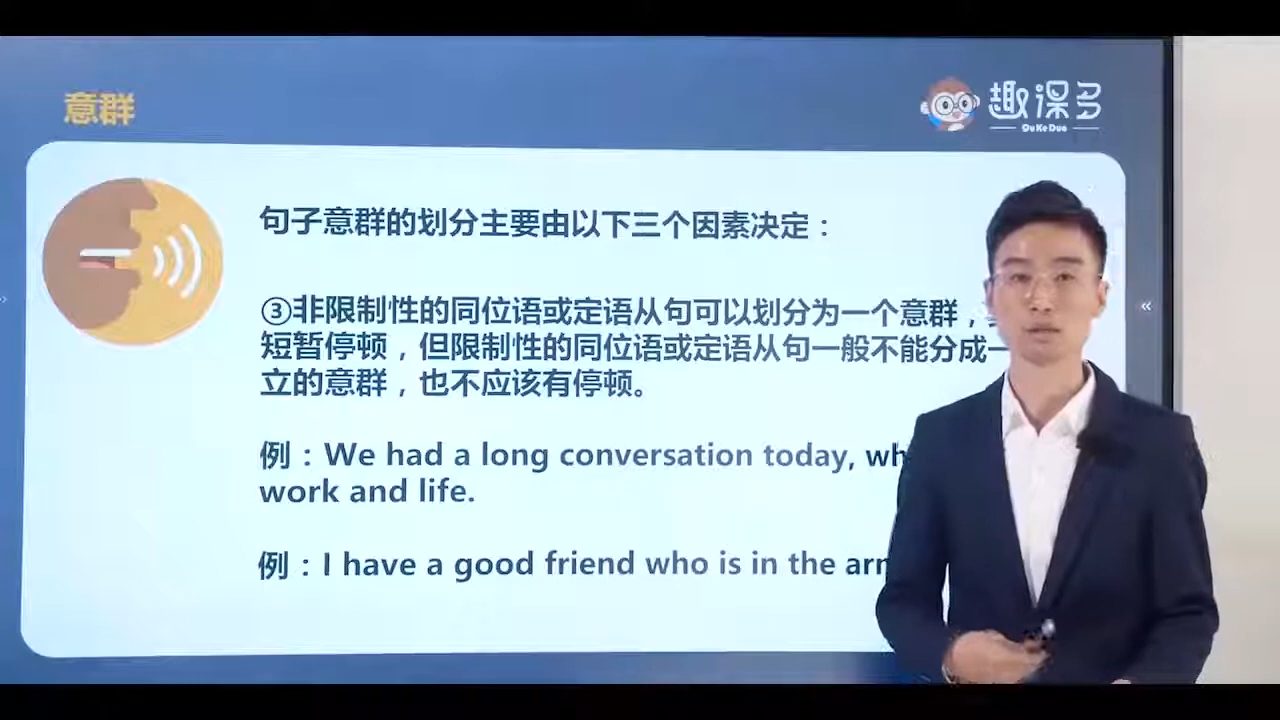 意群
趣课多
Qu Ke Duo
句子意群的划分主要由以下三个因素决定：
③非限制性的同位语或定语从句可以划分为一个意群，
短暂停顿，但限制性的同位语或定语从句一般不能分成一
立的意群，也不应该有停顿。
例：We had a long conversation today,
work and life.
例：I have a good friend who is in the